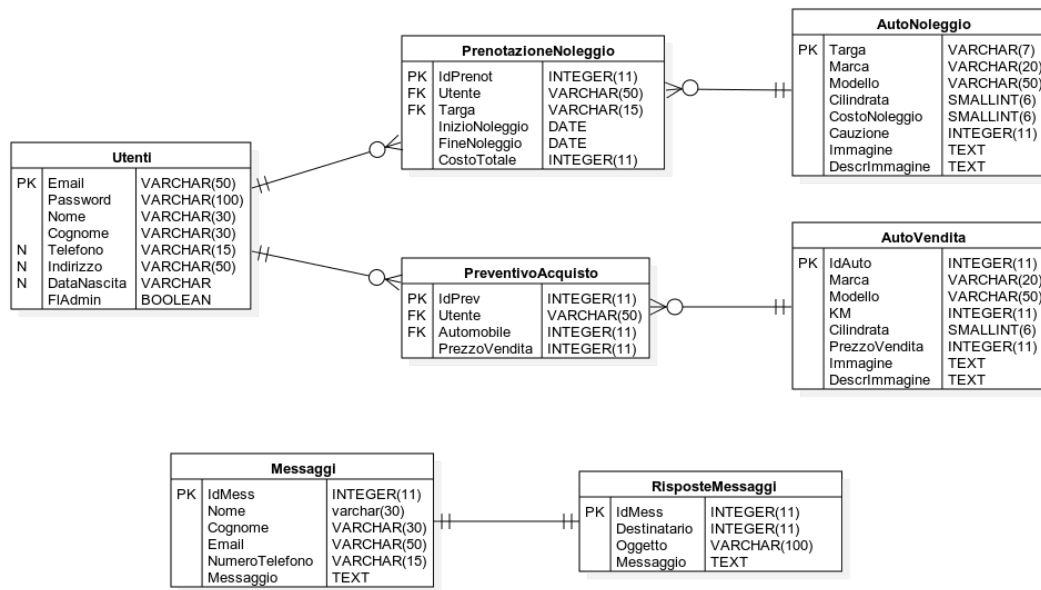 Utenti
PK Email VARCHAR(50)
Password VARCHAR(100)
Nome VARCHAR(30)
Cognome VARCHAR(30)
N Telefono VARCHAR(15)
N Indirizzo VARCHAR(50)
N DataNascita VARCHAR
FlAdmin BOOLEAN
PrenotazioneNoleggio
PK IdPrenot INTEGER(11)
FK Utente VARCHAR(50)
FK Targa VARCHAR(15)
InizioNoleggio DATE
FineNoleggio DATE
CostoTotale INTEGER(11)
AutoNoleggio
PK Targa VARCHAR(7)
Marca VARCHAR(20)
Modello VARCHAR(50)
Cilindrata SMALLINT(6)
CostoNoleggio SMALLINT(6)
Cauzione INTEGER(11)
Immagine TEXT
DescrImmagine TEXT
PreventivoAcquisto
PK IdPrev INTEGER(11)
FK Utente VARCHAR(50)
FK Automobile INTEGER(11)
PrezzoVendita INTEGER(11)
AutoVendita
PK IdAuto INTEGER(11)
Marca VARCHAR(20)
Modello VARCHAR(50)
KM INTEGER(11)
Cilindrata SMALLINT(6)
PrezzoVendita INTEGER(11)
Immagine TEXT
DescrImmagine TEXT
Messaggi
PK IdMess INTEGER(11)
Nome varchar(30)
Cognome VARCHAR(30)
Email VARCHAR(50)
NumeroTelefono VARCHAR(15)
Messaggio TEXT
RisposteMessaggi
PK IdMess INTEGER(11)
Destinatario INTEGER(11)
Oggetto VARCHAR(100)
Messaggio TEXT